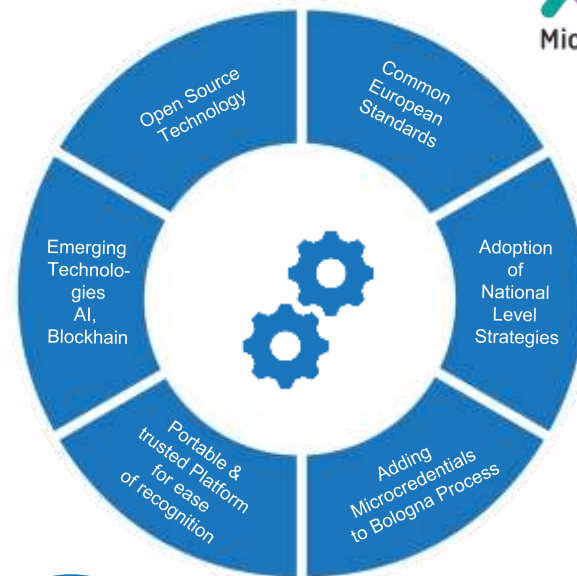 Mic
Open Source
Technology
Common
European
Standards
Emerging
Technolo-
gies
AI,
Blockhain
Adoption
of
National
Level
Strategies
Portable &
trusted Platform
for ease
of recognition
Adding
Microcredentials
to Bologna Process